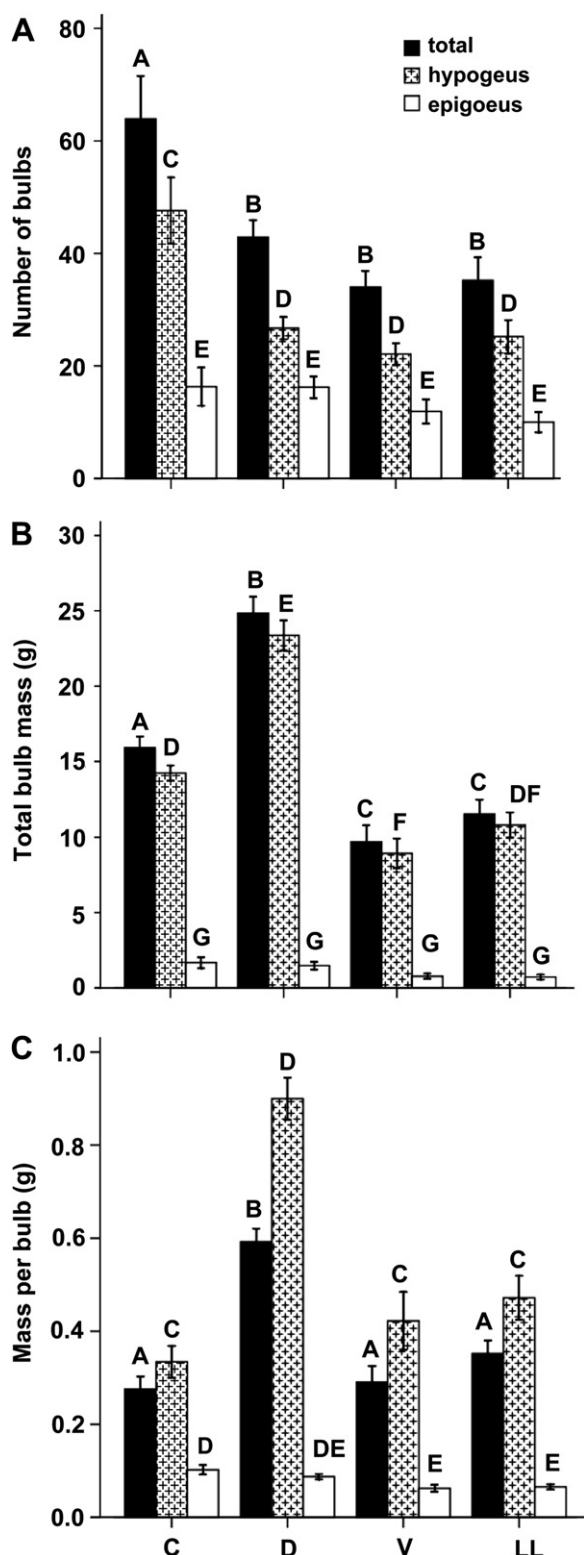 A
80
60
40
20
0
Number of bulbs
total
hypogeus
epigoeus
A
C
E
B
D
E
B
D
E
B
D
E
B
30
25
20
15
10
5
0
Total bulb mass (g)
A
D
G
B
E
G
C
F
G
C
DF
G
C
1.0
0.8
0.6
0.4
0.2
0.0
Mass per bulb (g)
A
C
D
B
D
DE
A
C
E
A
C
E
C D V LL